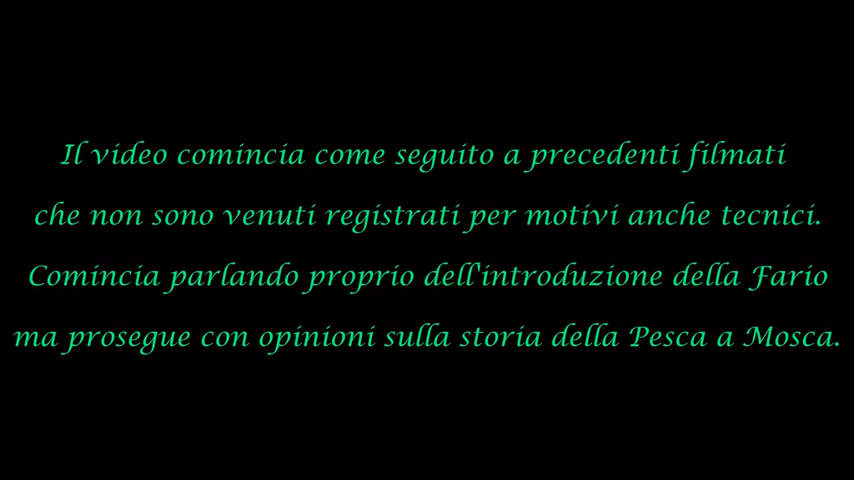 Il video comincia come seguito a precedenti filmati
che non sono venuti registrati per motivi anche tecnici.
Comincia parlando proprio dell'introduzione della Fario
ma prosegue con opinioni sulla storia della Pesca a Mosca.